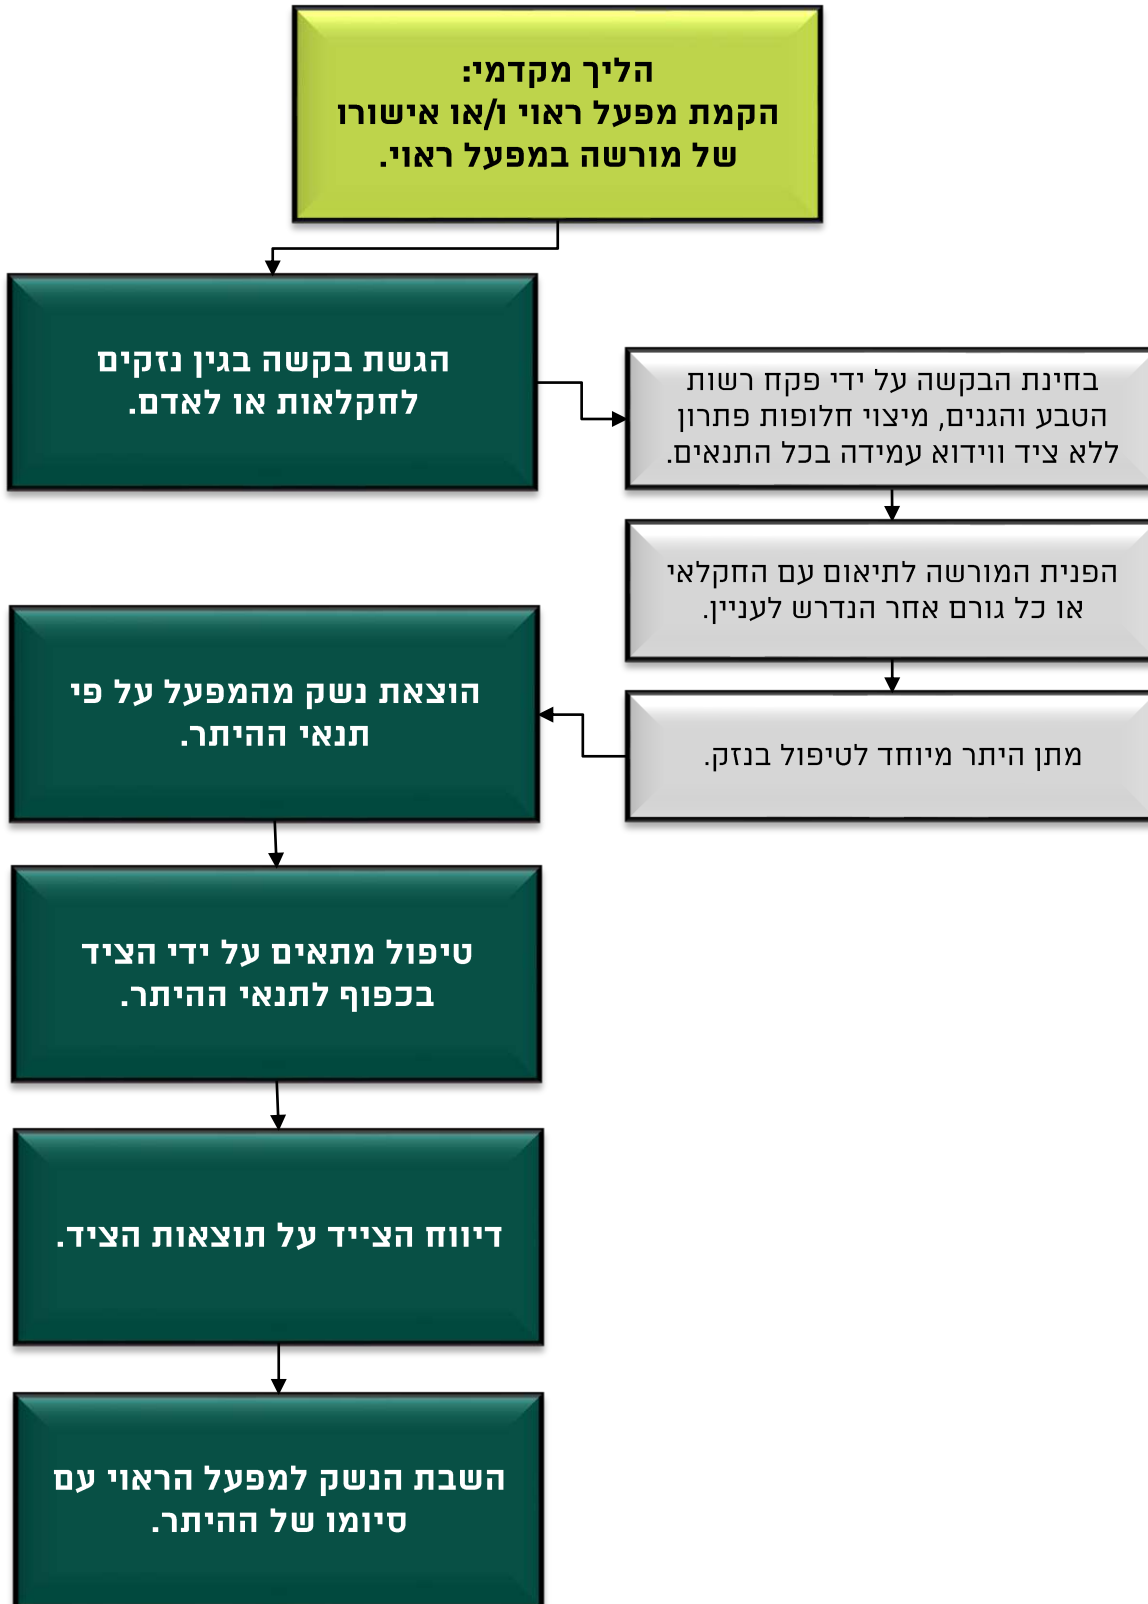 הליך מקדמי:
הקמת מפעל ראוי ו/או אישורו
של מורשה במפעל ראוי.
הגשת בקשה בגין נזקים
לחקלאות או לאדם.
בחינת הבקשה על ידי פקח רשות
הטבע והגנים, מיצוי חלופות פתרון
ללא ציד ווידוא עמידה בכל התנאים.
הפנית המורשה לתיאום עם החקלאי
או כל גורם אחר הנדרש לעניין.
מתן היתר מיוחד לטיפול בנזק.
הוצאת נשק מהמפעל על פי
תנאי ההיתר.
טיפול מתאים על ידי הציד
בכפוף לתנאי ההיתר.
דיווח הצייד על תוצאות הציד.
השבת הנשק למפעל הראוי עם
סיומו של ההיתר.